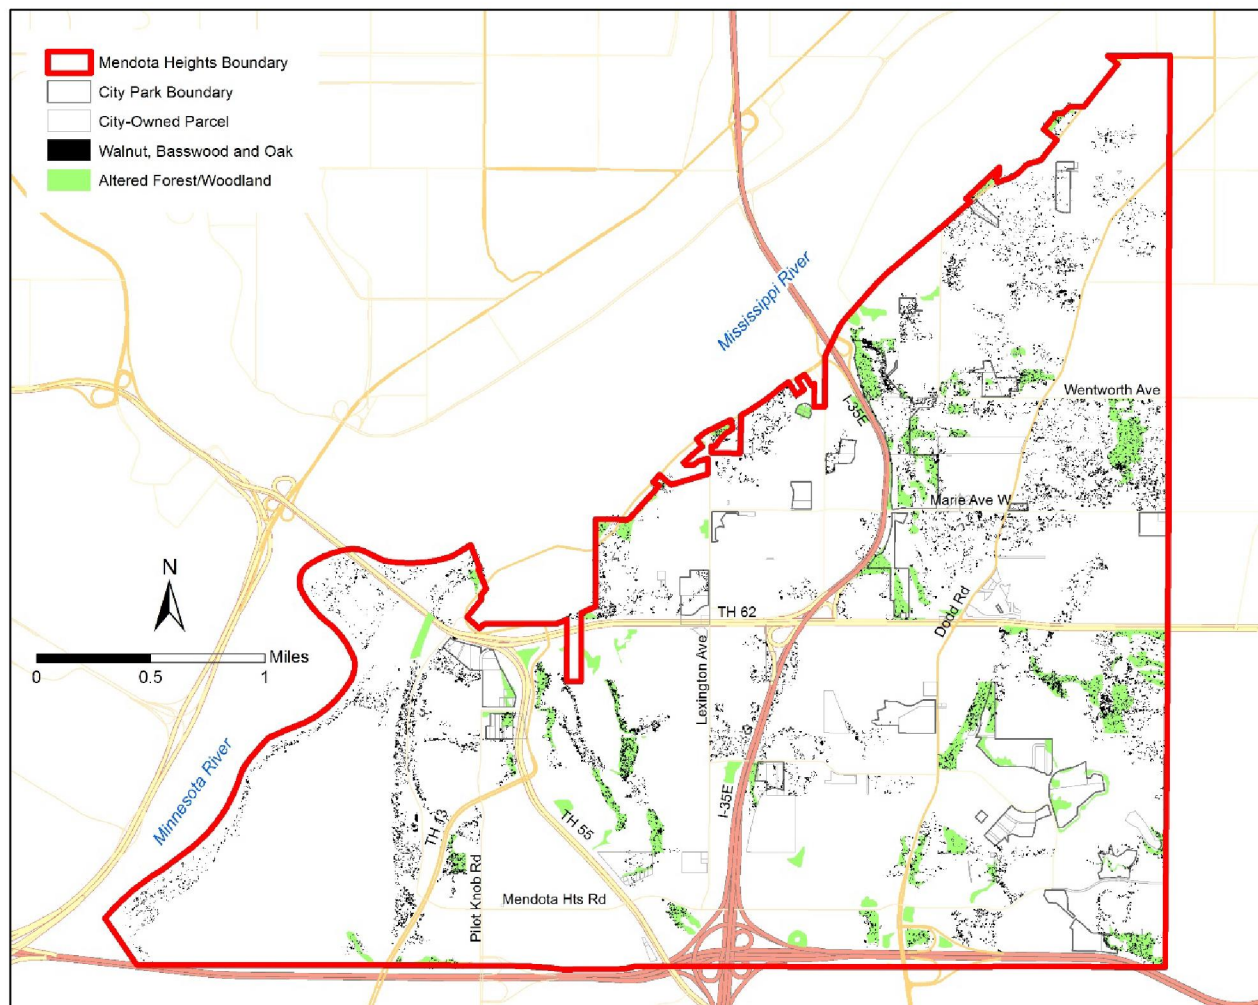 Mendota Heights Boundary
City Park Boundary
City-Owned Parcel
Walnut, Basswood and Oak
Altered Forest/Woodland
Mississippi River
I-35E
Wentworth Ave
Marie Ave W
N
Miles
0 0.5 1
TH 62
Dodd Rd
Lexington Ave
Minnesota River
TH 13
TH 55
I-35E
Pilot Knob Rd
Mendota Hts Rd